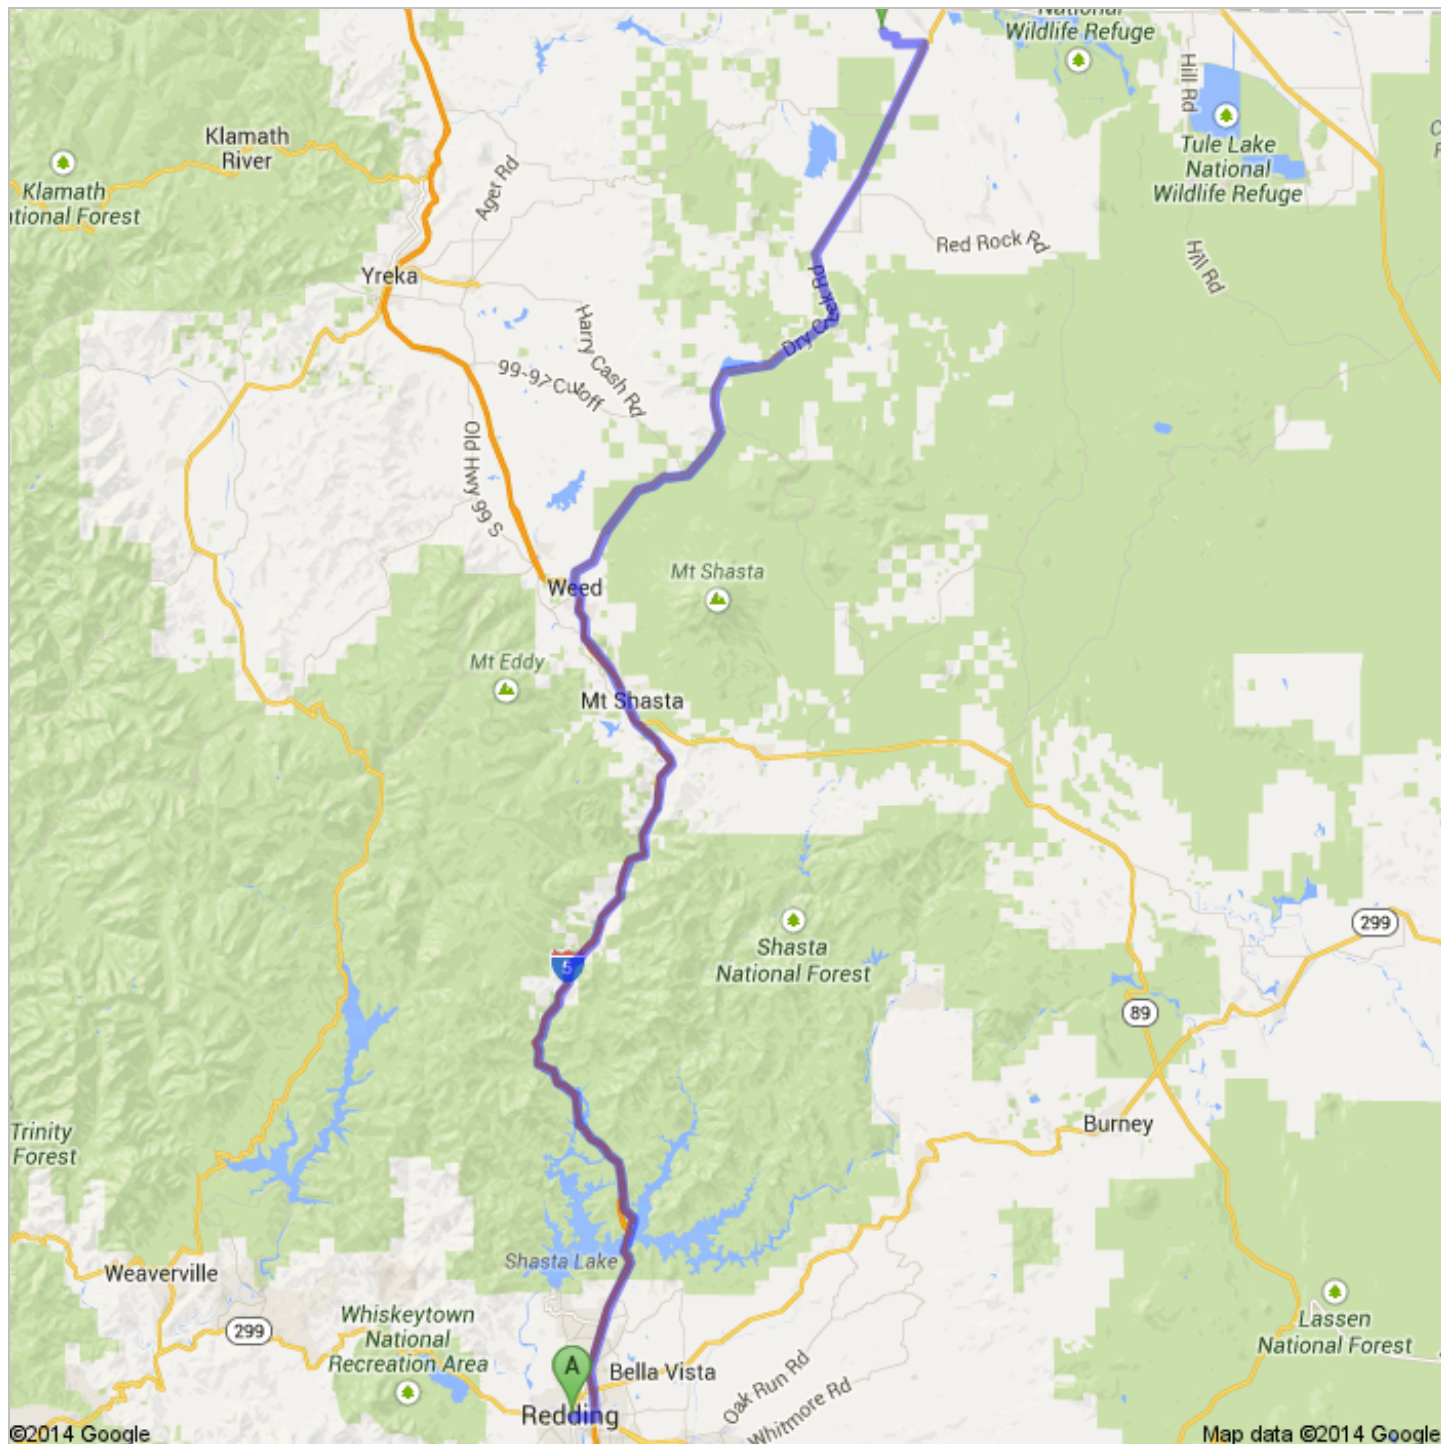 National
Wildlife Refuge
Hill Rd
Klamath
River
Tule Lake
National
Wildlife Refuge
Klamath
ational Forest
Ager Rd
Red Rock Rd
Hill Rd
Yreka
Harry Cash Rd
Dry Creek Rd
99-97 Cutoff
Old Hwy 99 S
Mt Shasta
Weed
Mt Eddy
Mt Shasta
299
Shasta
National Forest
5
89
Burney
Trinity
Forest
Shasta Lake
Weaverville
Whiskeytown
National
Recreation Area
299
Lassen
National Forest
A
Bella Vista
Oak Run Rd
Whitmore Rd
Redding
©2014 Google
Map data ©2014 Google